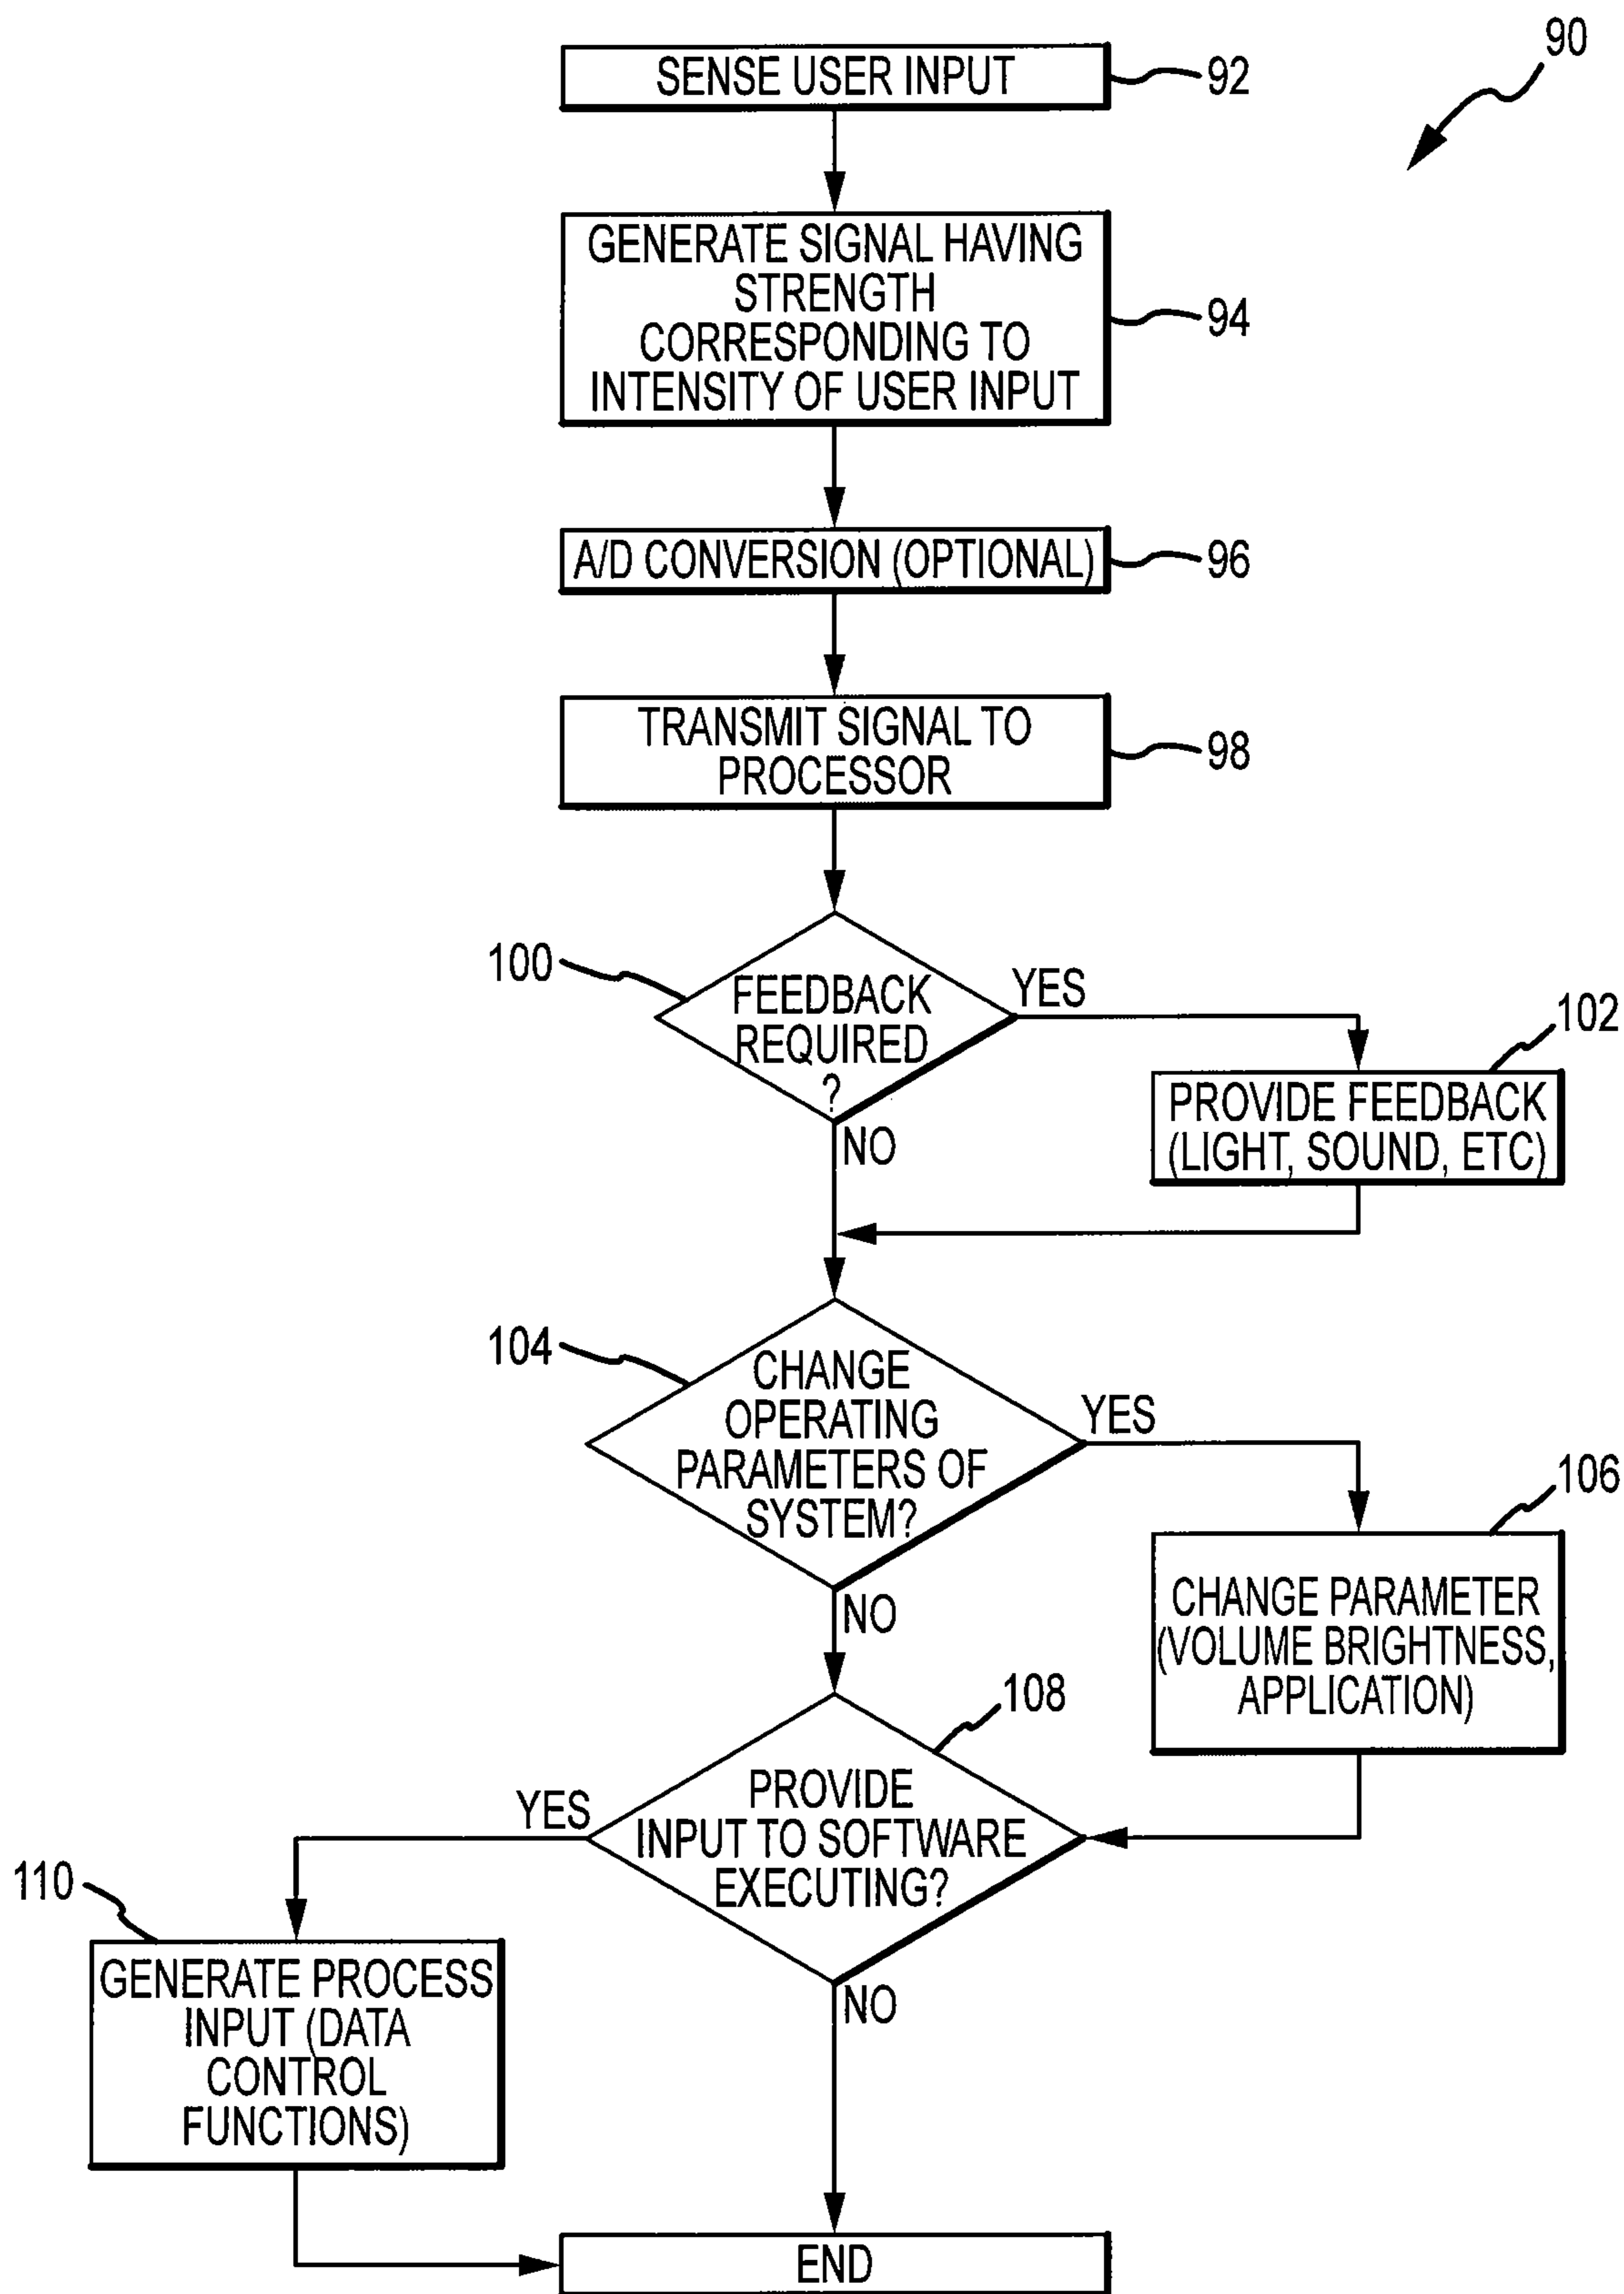 90
SENSE USER INPUT
92
GENERATE SIGNAL HAVING
STRENGTH
CORRESPONDING TO
INTENSITY OF USER INPUT
94
A/D CONVERSION (OPTIONAL)
96
TRANSMIT SIGNAL TO
PROCESSOR
98
100
FEEDBACK
REQUIRED
?
YES
NO
102
PROVIDE FEEDBACK
(LIGHT, SOUND, ETC)
104
CHANGE
OPERATING
PARAMETERS OF
SYSTEM?
YES
NO
106
CHANGE PARAMETER
(VOLUME BRIGHTNESS,
APPLICATION)
108
PROVIDE
INPUT TO SOFTWARE
EXECUTING?
YES
NO
110
GENERATE PROCESS
INPUT (DATA
CONTROL
FUNCTIONS)
END